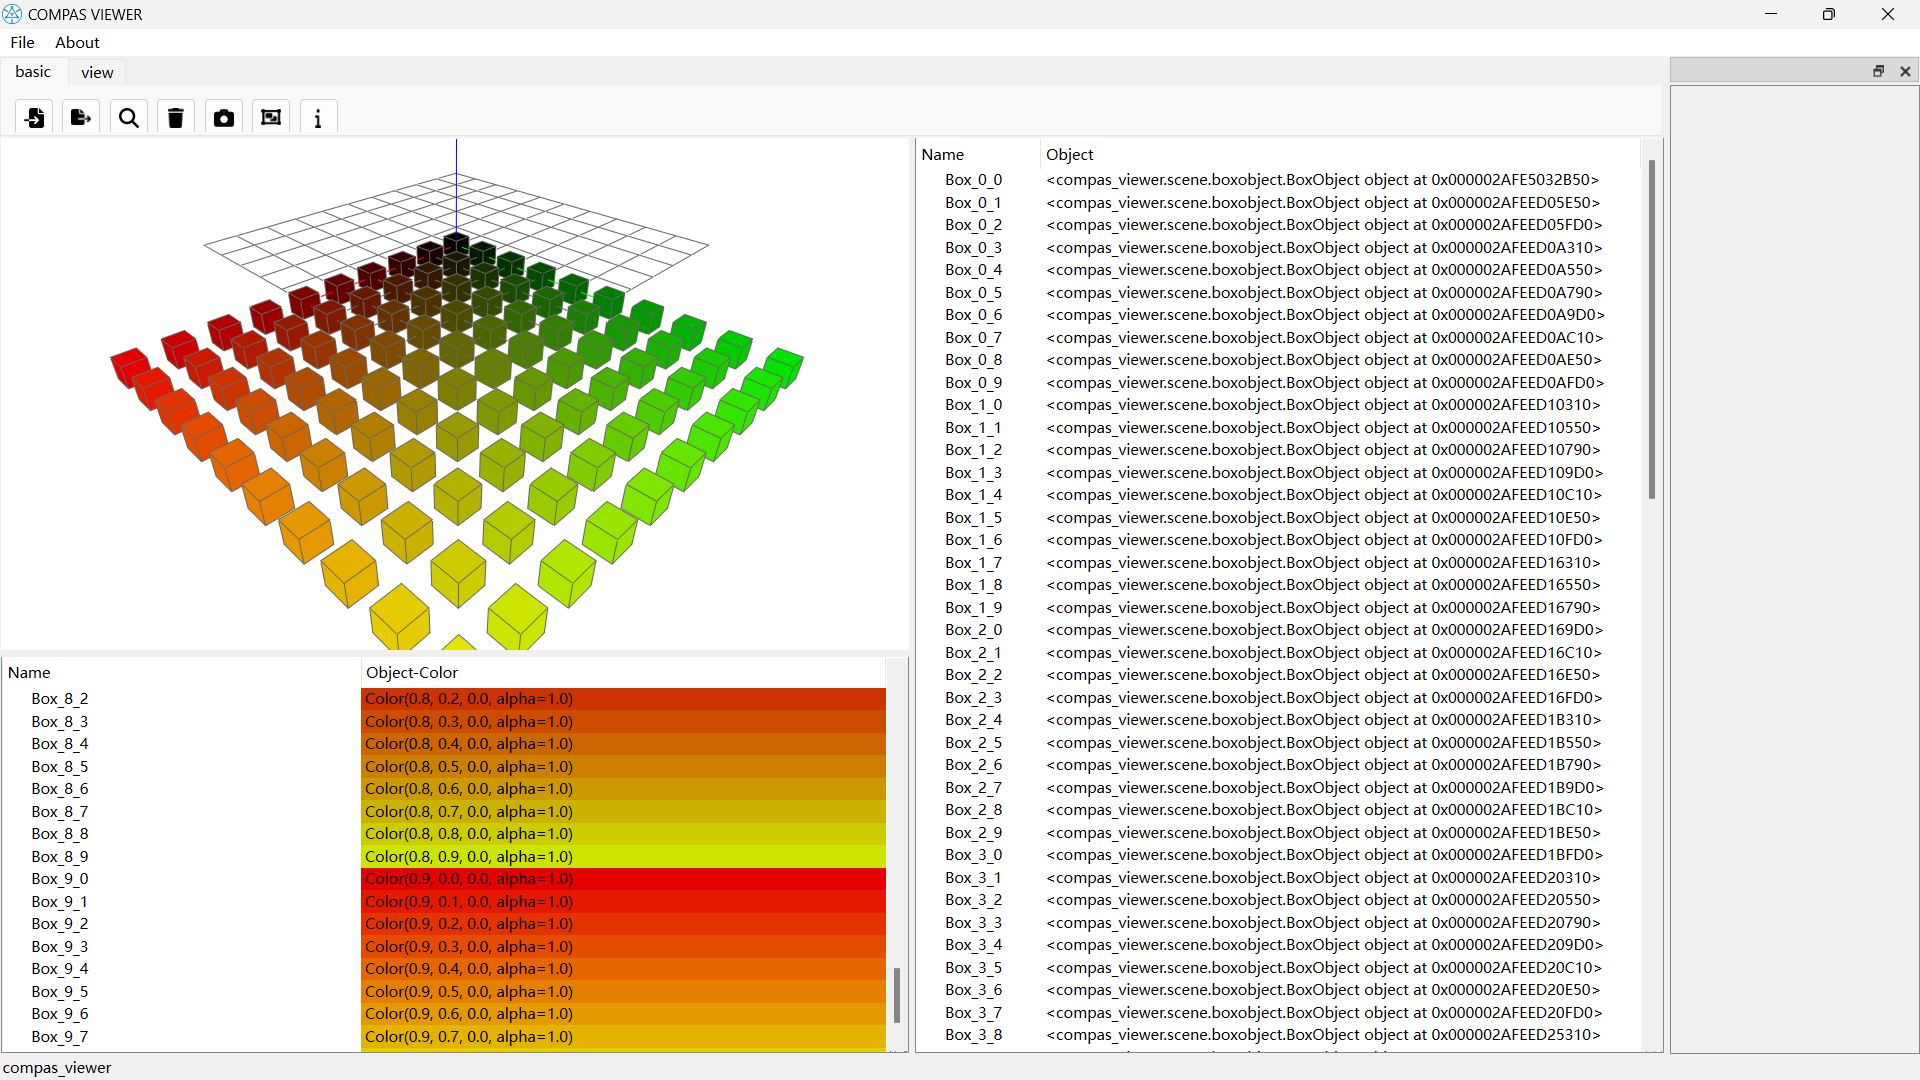 COMPAS VIEWER
File About
basic view
Name Object
Box_0_0 <compas_viewer.scene.boxobject.BoxObject object at 0x000002AFE5032B50>
Box_0_1 <compas_viewer.scene.boxobject.BoxObject object at 0x000002AFEED05E50>
Box_0_2 <compas_viewer.scene.boxobject.BoxObject object at 0x000002AFEED05FD0>
Box_0_3 <compas_viewer.scene.boxobject.BoxObject object at 0x000002AFEED0A310>
Box_0_4 <compas_viewer.scene.boxobject.BoxObject object at 0x000002AFEED0A550>
Box_0_5 <compas_viewer.scene.boxobject.BoxObject object at 0x000002AFEED0A790>
Box_0_6 <compas_viewer.scene.boxobject.BoxObject object at 0x000002AFEED0A9D0>
Box_0_7 <compas_viewer.scene.boxobject.BoxObject object at 0x000002AFEED0AC10>
Box_0_8 <compas_viewer.scene.boxobject.BoxObject object at 0x000002AFEED0AE50>
Box_0_9 <compas_viewer.scene.boxobject.BoxObject object at 0x000002AFEED0AFD0>
Box_1_0 <compas_viewer.scene.boxobject.BoxObject object at 0x000002AFEED10310>
Box_1_1 <compas_viewer.scene.boxobject.BoxObject object at 0x000002AFEED10550>
Box_1_2 <compas_viewer.scene.boxobject.BoxObject object at 0x000002AFEED10790>
Box_1_3 <compas_viewer.scene.boxobject.BoxObject object at 0x000002AFEED109D0>
Box_1_4 <compas_viewer.scene.boxobject.BoxObject object at 0x000002AFEED10C10>
Box_1_5 <compas_viewer.scene.boxobject.BoxObject object at 0x000002AFEED10E50>
Box_1_6 <compas_viewer.scene.boxobject.BoxObject object at 0x000002AFEED10FD0>
Box_1_7 <compas_viewer.scene.boxobject.BoxObject object at 0x000002AFEED16310>
Box_1_8 <compas_viewer.scene.boxobject.BoxObject object at 0x000002AFEED16550>
Box_1_9 <compas_viewer.scene.boxobject.BoxObject object at 0x000002AFEED16790>
Box_2_0 <compas_viewer.scene.boxobject.BoxObject object at 0x000002AFEED169D0>
Box_2_1 <compas_viewer.scene.boxobject.BoxObject object at 0x000002AFEED16C10>
Box_2_2 <compas_viewer.scene.boxobject.BoxObject object at 0x000002AFEED16E50>
Box_2_3 <compas_viewer.scene.boxobject.BoxObject object at 0x000002AFEED16FD0>
Box_2_4 <compas_viewer.scene.boxobject.BoxObject object at 0x000002AFEED1B310>
Box_2_5 <compas_viewer.scene.boxobject.BoxObject object at 0x000002AFEED1B550>
Box_2_6 <compas_viewer.scene.boxobject.BoxObject object at 0x000002AFEED1B790>
Box_2_7 <compas_viewer.scene.boxobject.BoxObject object at 0x000002AFEED1B9D0>
Box_2_8 <compas_viewer.scene.boxobject.BoxObject object at 0x000002AFEED1BC10>
Box_2_9 <compas_viewer.scene.boxobject.BoxObject object at 0x000002AFEED1BE50>
Box_3_0 <compas_viewer.scene.boxobject.BoxObject object at 0x000002AFEED1BFD0>
Box_3_1 <compas_viewer.scene.boxobject.BoxObject object at 0x000002AFEED20310>
Box_3_2 <compas_viewer.scene.boxobject.BoxObject object at 0x000002AFEED20550>
Box_3_3 <compas_viewer.scene.boxobject.BoxObject object at 0x000002AFEED20790>
Box_3_4 <compas_viewer.scene.boxobject.BoxObject object at 0x000002AFEED209D0>
Box_3_5 <compas_viewer.scene.boxobject.BoxObject object at 0x000002AFEED20C10>
Box_3_6 <compas_viewer.scene.boxobject.BoxObject object at 0x000002AFEED20E50>
Box_3_7 <compas_viewer.scene.boxobject.BoxObject object at 0x000002AFEED20FD0>
Box_3_8 <compas_viewer.scene.boxobject.BoxObject object at 0x000002AFEED25310>
Name Object-Color
Box_8_2 Color(0.8, 0.2, 0.0, alpha=1.0)
Box_8_3 Color(0.8, 0.3, 0.0, alpha=1.0)
Box_8_4 Color(0.8, 0.4, 0.0, alpha=1.0)
Box_8_5 Color(0.8, 0.5, 0.0, alpha=1.0)
Box_8_6 Color(0.8, 0.6, 0.0, alpha=1.0)
Box_8_7 Color(0.8, 0.7, 0.0, alpha=1.0)
Box_8_8 Color(0.8, 0.8, 0.0, alpha=1.0)
Box_8_9 Color(0.8, 0.9, 0.0, alpha=1.0)
Box_9_0 Color(0.9, 0.0, 0.0, alpha=1.0)
Box_9_1 Color(0.9, 0.1, 0.0, alpha=1.0)
Box_9_2 Color(0.9, 0.2, 0.0, alpha=1.0)
Box_9_3 Color(0.9, 0.3, 0.0, alpha=1.0)
Box_9_4 Color(0.9, 0.4, 0.0, alpha=1.0)
Box_9_5 Color(0.9, 0.5, 0.0, alpha=1.0)
Box_9_6 Color(0.9, 0.6, 0.0, alpha=1.0)
Box_9_7 Color(0.9, 0.7, 0.0, alpha=1.0)
compas_viewer